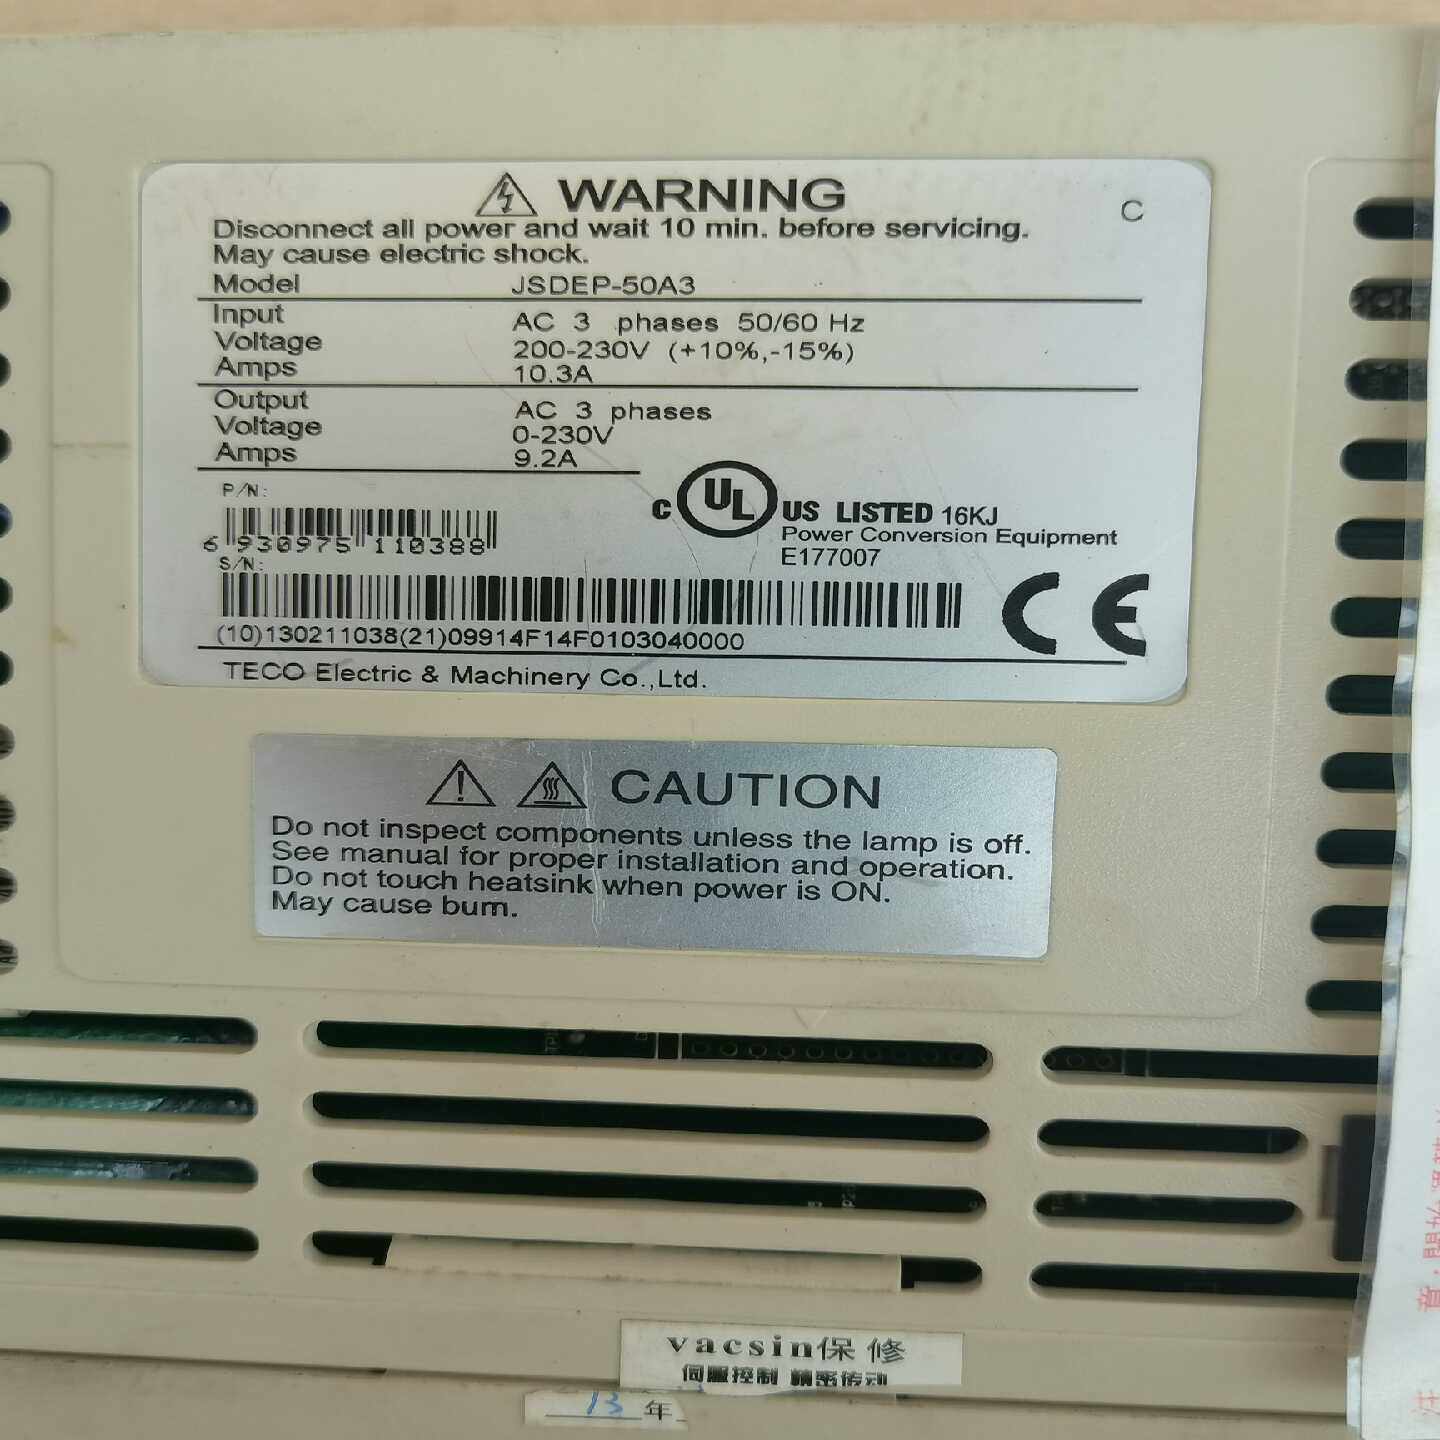 WARNING
C
Disconnect all power and wait 10 min. before servicing.
May cause electric shock.
Model JSDEP-50A3
Input AC 3 phases 50/60 Hz
Voltage 200-230V (+10%,-15%)
Amps 10.3A
Output AC 3 phases
Voltage 0-230V
Amps 9.2A
P/N:
6 930975 110388
c UL US LISTED 16KJ
Power Conversion Equipment
E177007
S/N:
(10)130211038(21)09914F14F0103040000
CE
TECO Electric & Machinery Co.,Ltd.
CAUTION
Do not inspect components unless the lamp is off.
See manual for proper installation and operation.
Do not touch heatsink when power is ON.
May cause burn.
vacsin保修
伺服控制 精密传动
13年